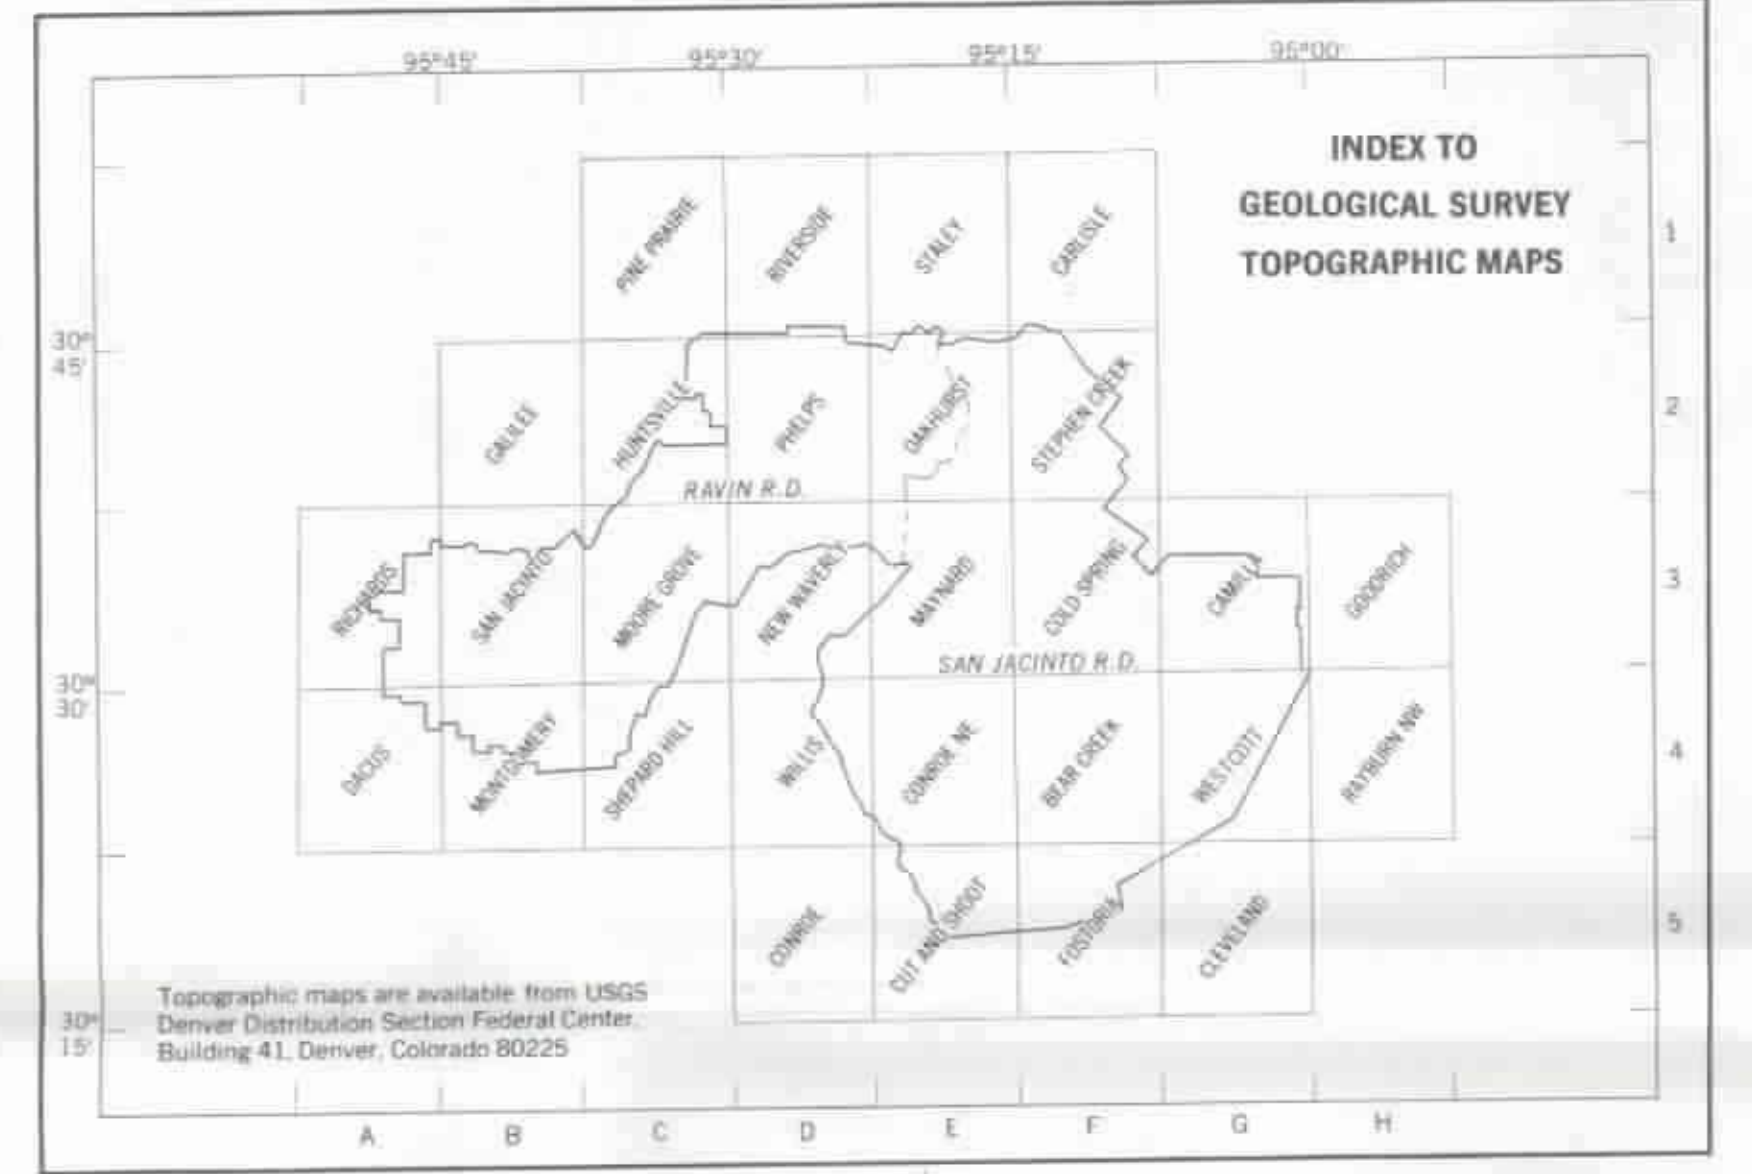 95°45' 95°30' 95°15' 95°00'
INDEX TO
GEOLOGICAL SURVEY
TOPOGRAPHIC MAPS
PINE PRAIRIE RIVERSIDE STALEY CARLISLE
1
30°
45'
GALILEE HUNTSVILLE PHELPS OAKHURST STEPHEN CREEK
2
RAVIN R.D.
RICHARDS SAN JACINTO MOORE GROVE NEW WAVERLY MAYNARD COLD SPRING CAMILLA GOODRICH
3
SAN JACINTO R.D.
30°
30'
DACUS MONTGOMERY SHEPARD HILL WILLIS CONROE NE BEAR CREEK WESTCOTT RAYBURN NW
4
CONROE CUT AND SHOOT FOSTORIA CLEVELAND
5
Topographic maps are available from USGS
Denver Distribution Section Federal Center,
Building 41, Denver, Colorado 80225
30°
15'
A B C D E F G H